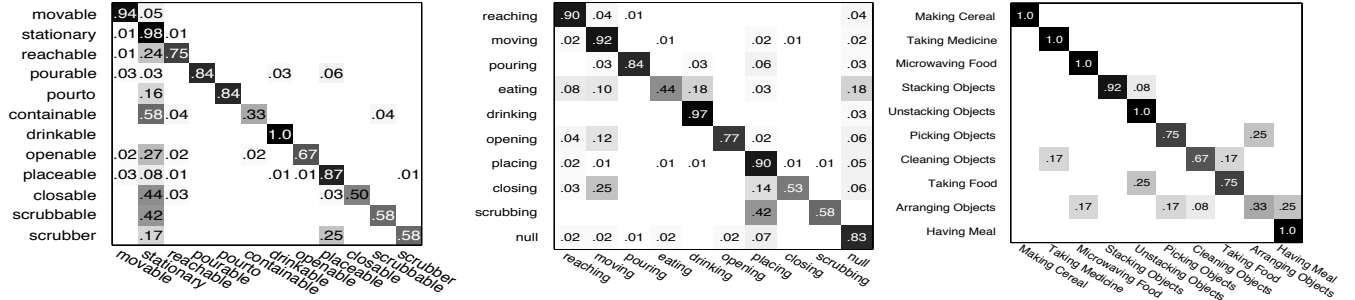 movable .94 .05
stationary .01 .98 .01
reachable .01 .24 .75
pourable .03 .03 .84 .03 .06
pourto .16 .84
containable .58 .04 .33 .04
drinkable 1.0
openable .02 .27 .02 .02 .67
placeable .03 .08 .01 .01 .01 .87 .01
closable .44 .03 .03 .50
scrubbable .42 .58
scrubber .17 .25 .58
movable
stationary
reachable
pourable
pourto
containable
drinkable
openable
placeable
closable
scrubbable
scrubber
reaching .90 .04 .01 .04
moving .02 .92 .01 .02 .01 .02
pouring .03 .84 .03 .06 .03
eating .08 .10 .44 .18 .03 .18
drinking .97 .03
opening .04 .12 .77 .02 .06
placing .02 .01 .01 .01 .90 .01 .01 .05
closing .03 .25 .14 .53 .06
scrubbing .42 .58
null .02 .02 .01 .02 .02 .07 .83
reaching
moving
pouring
eating
drinking
opening
placing
closing
scrubbing
null
Making Cereal 1.0
Taking Medicine 1.0
Microwaving Food 1.0
Stacking Objects .92 .08
Unstacking Objects 1.0
Picking Objects .75 .25
Cleaning Objects .17 .67 .17
Taking Food .25 .75
Arranging Objects .17 .17 .08 .33 .25
Having Meal 1.0
Making Cereal
Taking Medicine
Microwaving Food
Stacking Objects
Unstacking Objects
Picking Objects
Cleaning Objects
Taking Food
Arranging Objects
Having Meal